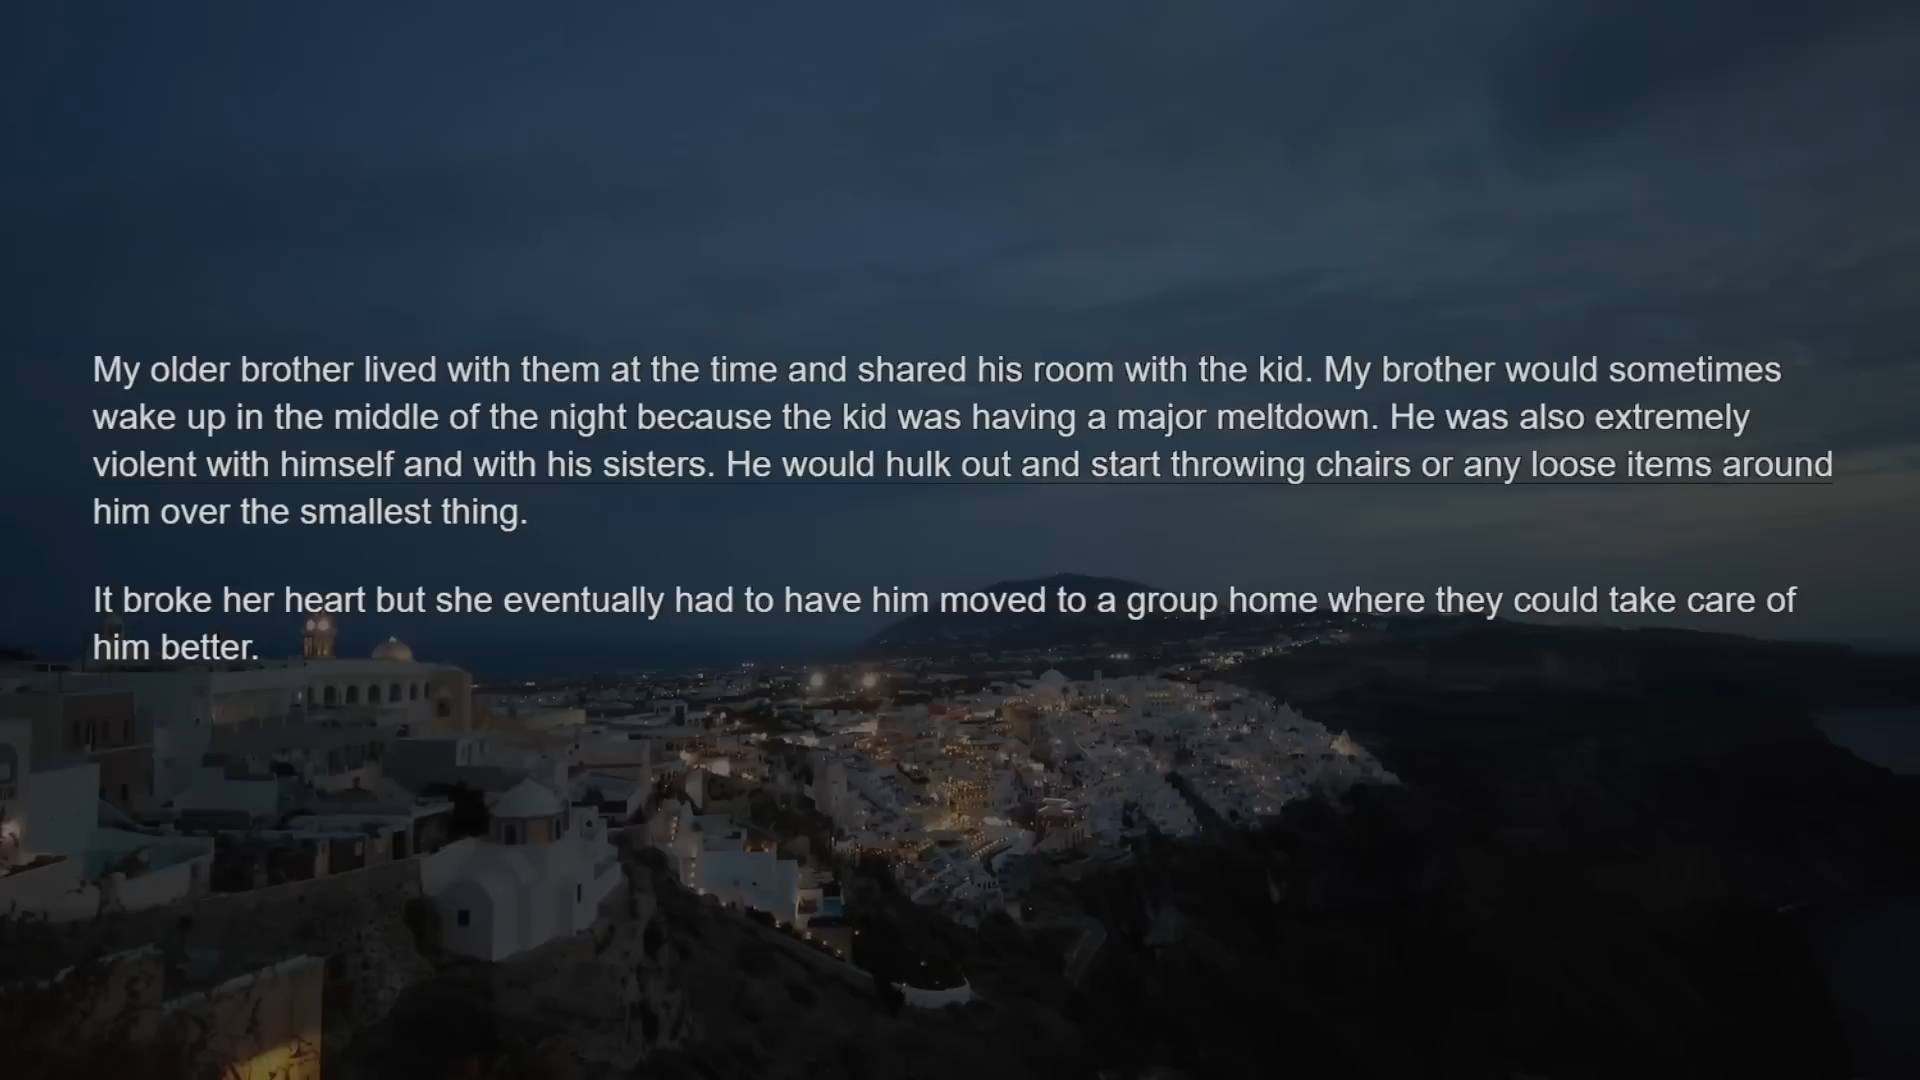 My older brother lived with them at the time and shared his room with the kid. My brother would sometimes
wake up in the middle of the night because the kid was having a major meltdown. He was also extremely
violent with himself and with his sisters. He would hulk out and start throwing chairs or any loose items around
him over the smallest thing.
It broke her heart but she eventually had to have him moved to a group home where they could take care of
him better.